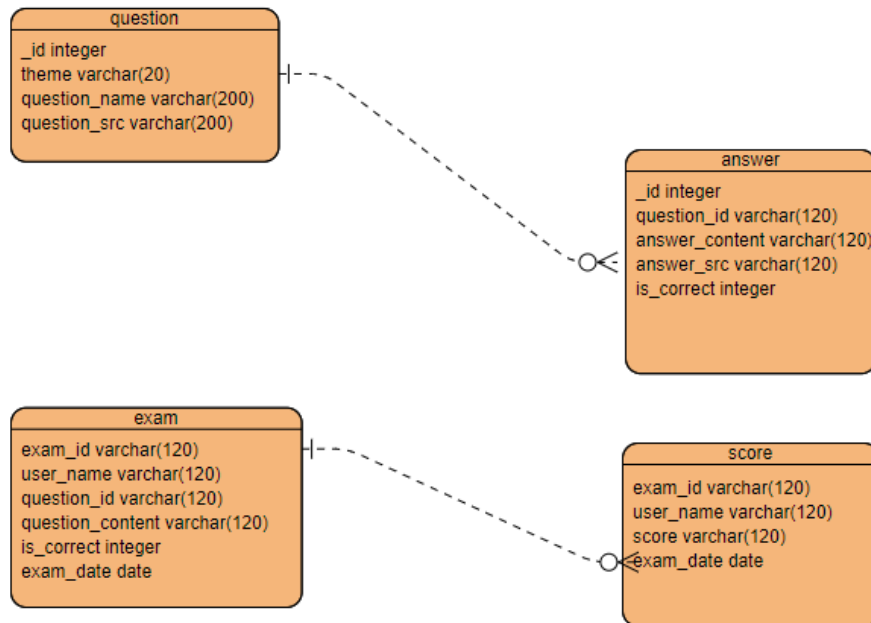 question
_id integer
theme varchar(20)
question_name varchar(200)
question_src varchar(200)
answer
_id integer
question_id varchar(120)
answer_content varchar(120)
answer_src varchar(120)
is_correct integer
exam
exam_id varchar(120)
user_name varchar(120)
question_id varchar(120)
question_content varchar(120)
is_correct integer
exam_date date
score
exam_id varchar(120)
user_name varchar(120)
score varchar(120)
exam_date date